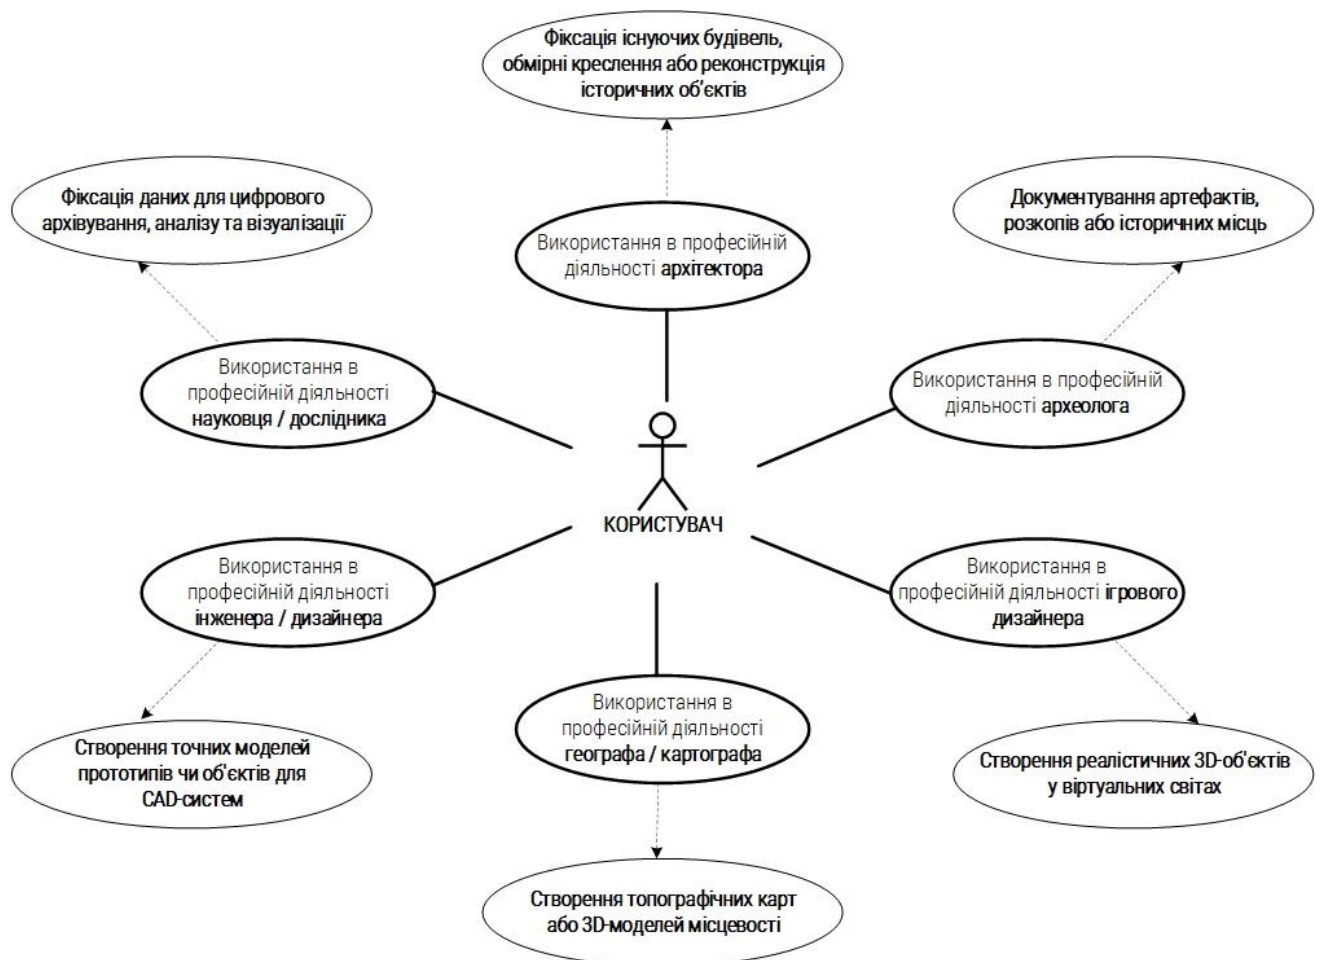 Фіксація існуючих будівель,
обмірні креслення або реконструкція
історичних об'єктів
Фіксація даних для цифрового
архівування, аналізу та візуалізації
Документування артефактів,
розкопів або історичних місць
Використання в професійній
діяльності архітектора
Використання в
професійній діяльності
науковця / дослідника
Використання в професійній
діяльності археолога
КОРИСТУВАЧ
Використання в
професійній діяльності
інженера / дизайнера
Використання в
професійній діяльності ігрового
дизайнера
Використання в
професійній діяльності
географа / картографа
Створення точних моделей
прототипів чи об'єктів для
CAD-систем
Створення реалістичних 3D-об'єктів
у віртуальних світах
Створення топографічних карт
або 3D-моделей місцевості